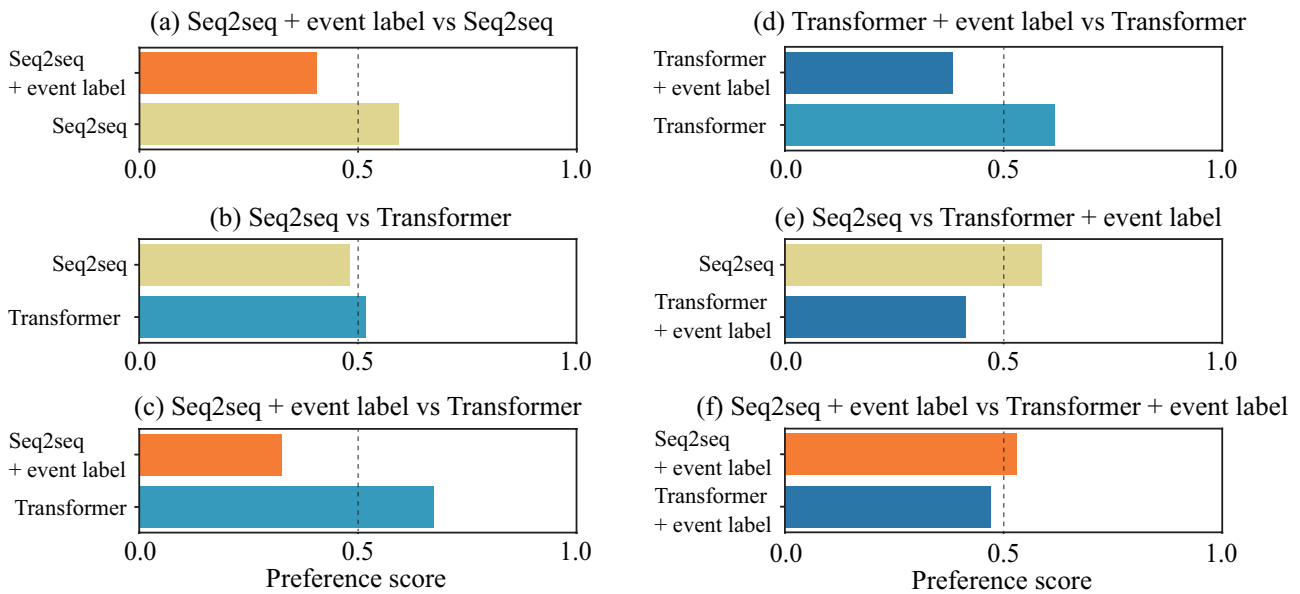 (a) Seq2seq + event label vs Seq2seq
Seq2seq
+ event label
Seq2seq
0.0
0.5
1.0
(b) Seq2seq vs Transformer
Seq2seq
Transformer
0.0
0.5
1.0
(c) Seq2seq + event label vs Transformer
Seq2seq
+ event label
Transformer
0.0
0.5
1.0
Preference score
(d) Transformer + event label vs Transformer
Transformer
+ event label
Transformer
0.0
0.5
1.0
(e) Seq2seq vs Transformer + event label
Seq2seq
Transformer
+ event label
0.0
0.5
1.0
(f) Seq2seq + event label vs Transformer + event label
Seq2seq
+ event label
Transformer
+ event label
0.0
0.5
1.0
Preference score